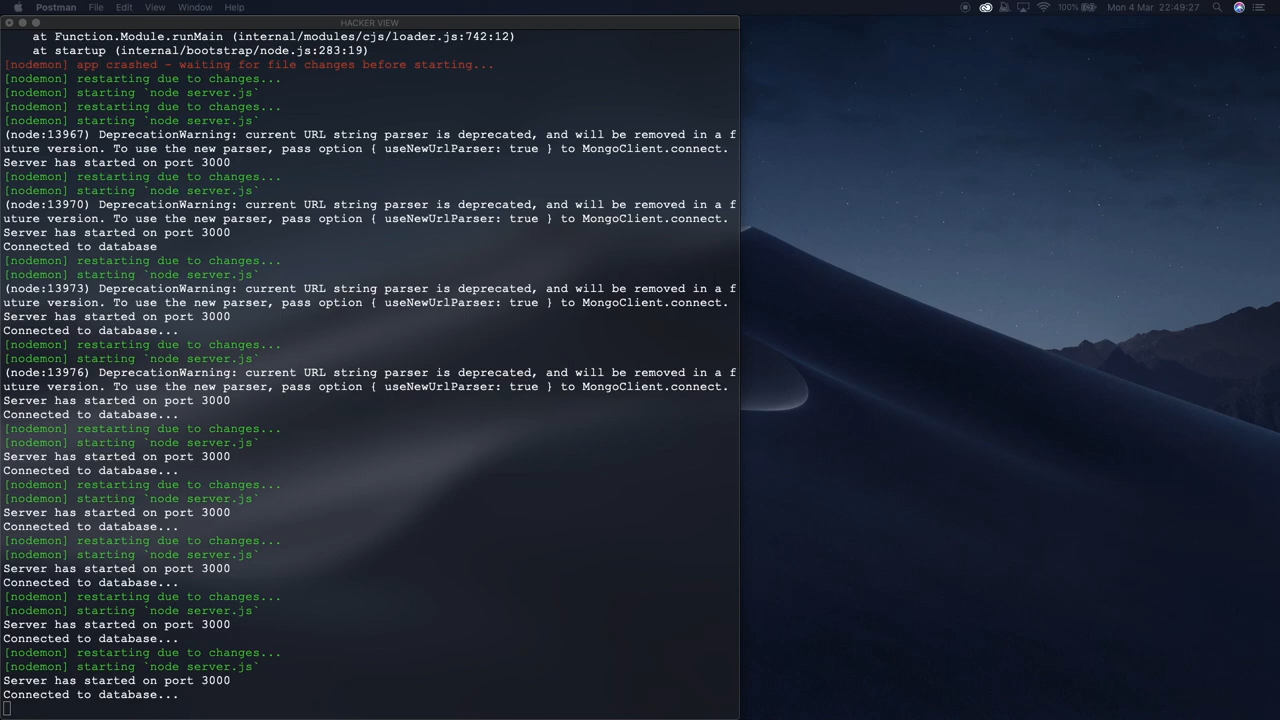 Postman File Edit View Window Help
100% Mon 4 Mar 22:49:27
HACKER VIEW
at Function.Module.runMain (internal/modules/cjs/loader.js:742:12)
at startup (internal/bootstrap/node.js:283:19)
[nodemon] app crashed - waiting for file changes before starting...
[nodemon] restarting due to changes...
[nodemon] starting `node server.js`
[nodemon] restarting due to changes...
[nodemon] starting `node server.js`
(node:13967) DeprecationWarning: current URL string parser is deprecated, and will be removed in a f
uture version. To use the new parser, pass option { useNewUrlParser: true } to MongoClient.connect.
Server has started on port 3000
[nodemon] restarting due to changes...
[nodemon] starting `node server.js`
(node:13970) DeprecationWarning: current URL string parser is deprecated, and will be removed in a f
uture version. To use the new parser, pass option { useNewUrlParser: true } to MongoClient.connect.
Server has started on port 3000
Connected to database
[nodemon] restarting due to changes...
[nodemon] starting `node server.js`
(node:13973) DeprecationWarning: current URL string parser is deprecated, and will be removed in a f
uture version. To use the new parser, pass option { useNewUrlParser: true } to MongoClient.connect.
Server has started on port 3000
Connected to database...
[nodemon] restarting due to changes...
[nodemon] starting `node server.js`
(node:13976) DeprecationWarning: current URL string parser is deprecated, and will be removed in a f
uture version. To use the new parser, pass option { useNewUrlParser: true } to MongoClient.connect.
Server has started on port 3000
Connected to database...
[nodemon] restarting due to changes...
[nodemon] starting `node server.js`
Server has started on port 3000
Connected to database...
[nodemon] restarting due to changes...
[nodemon] starting `node server.js`
Server has started on port 3000
Connected to database...
[nodemon] restarting due to changes...
[nodemon] starting `node server.js`
Server has started on port 3000
Connected to database...
[nodemon] restarting due to changes...
[nodemon] starting `node server.js`
Server has started on port 3000
Connected to database...
[nodemon] restarting due to changes...
[nodemon] starting `node server.js`
Server has started on port 3000
Connected to database...